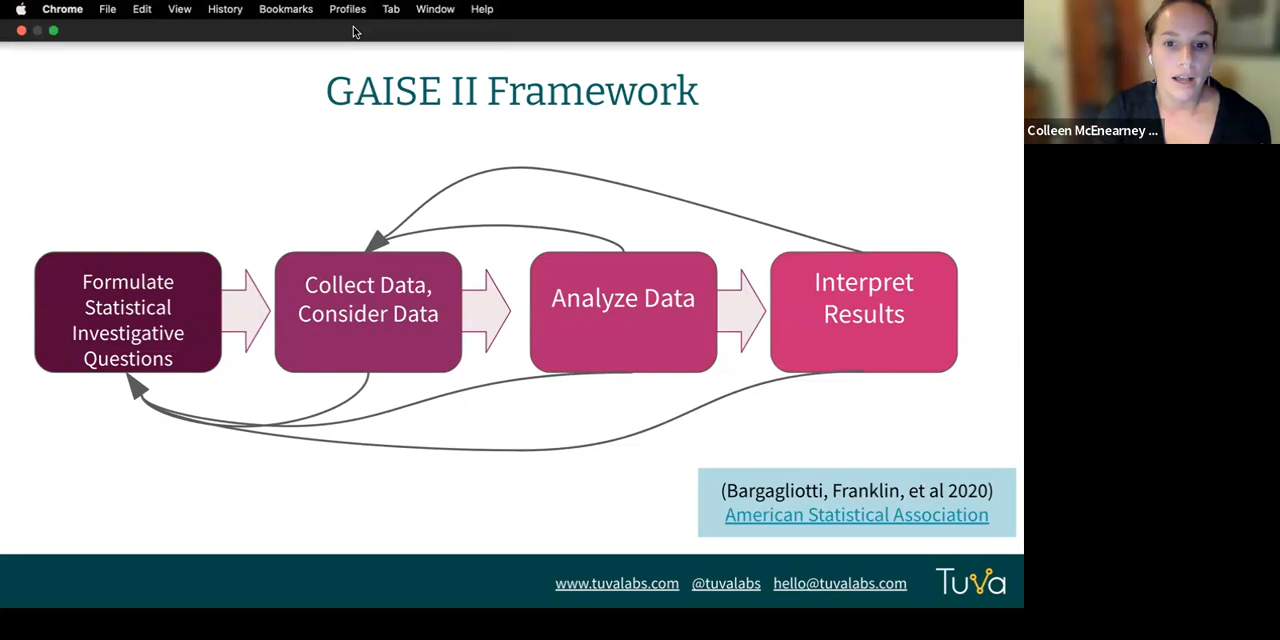 Chrome File Edit View History Bookmarks Profiles Tab Window Help
GAISE II Framework
Colleen McEnearney ...
Formulate
Statistical
Investigative
Questions
Collect Data,
Consider Data
Analyze Data
Interpret
Results
(Bargagliotti, Franklin, et al 2020)
American Statistical Association
www.tuvalabs.com @tuvalabs hello@tuvalabs.com
Tuva